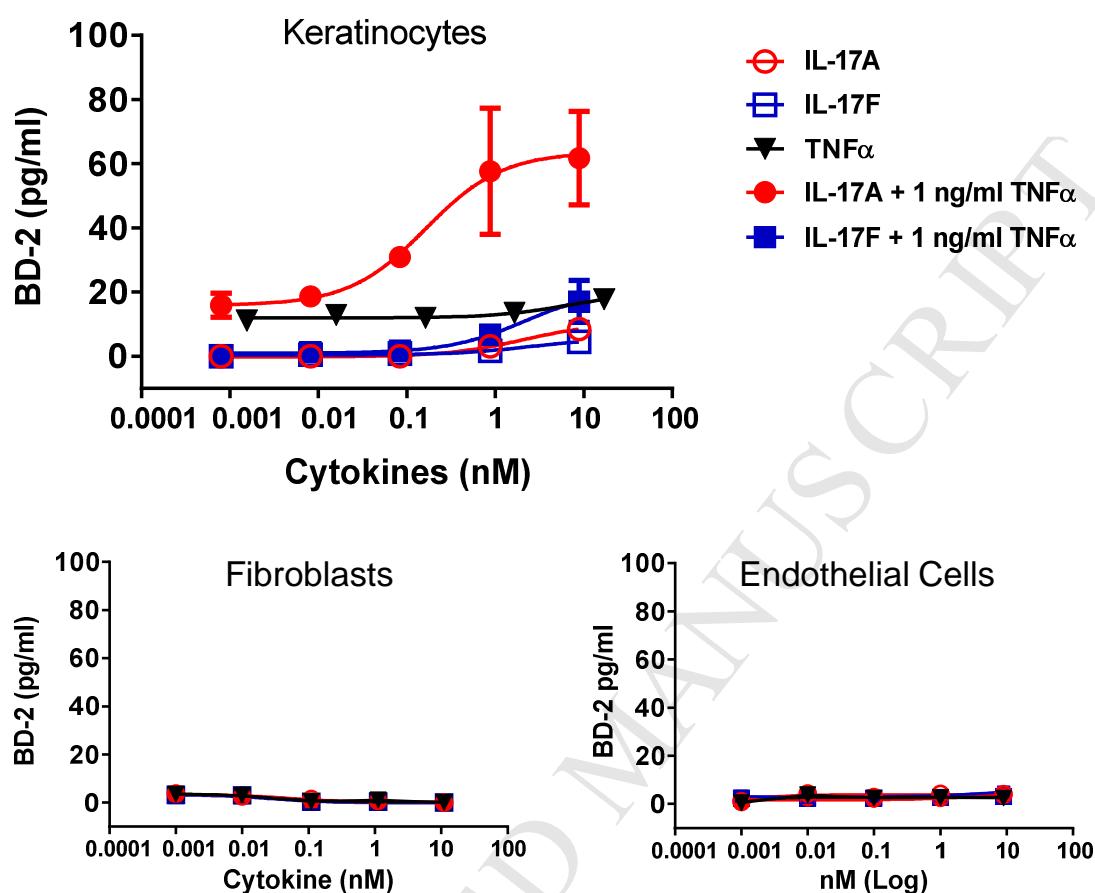 Keratinocytes
100
80
60
40
20
0
BD-2 (pg/ml)
0.0001 0.001 0.01 0.1 1 10 100
Cytokines (nM)
IL-17A
IL-17F
TNFα
IL-17A + 1 ng/ml TNFα
IL-17F + 1 ng/ml TNFα
Fibroblasts
100
80
60
40
20
0
BD-2 (pg/ml)
0.0001 0.001 0.01 0.1 1 10 100
Cytokine (nM)
Endothelial Cells
100
80
60
40
20
0
BD-2 pg/ml
0.0001 0.001 0.01 0.1 1 10 100
nM (Log)
D MANUSCRIPT